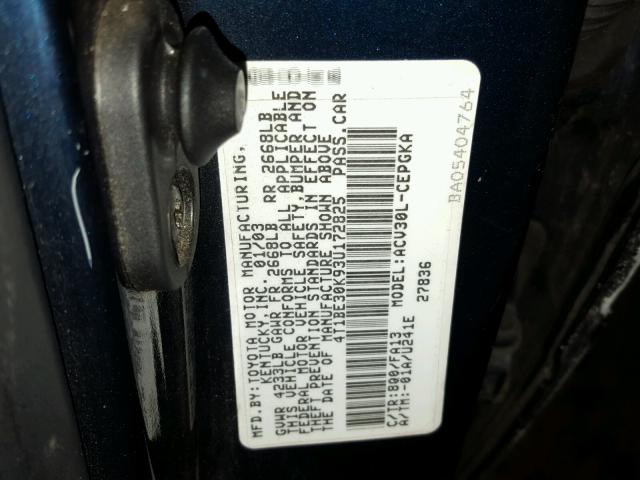 MFD.BY:TOYOTA MOTOR MANUFACTURING,
KENTUCKY, INC. 01/03
GVWR 4233LB GAWR FR 2668LB RR 2668LB
THIS VEHICLE CONFORMS TO ALL APPLICABLE
FEDERAL MOTOR VEHICLE SAFETY, BUMPER AND
THEFT PREVENTION STANDARDS IN EFFECT ON
THE DATE OF MANUFACTURE SHOWN ABOVE
4T1BE30K93U172825 PASS.CAR
C/TR:8Q0/FA13 MODEL:ACV30L-CEPGKA
A/TM:-01A/U241E 27836
BA05404764